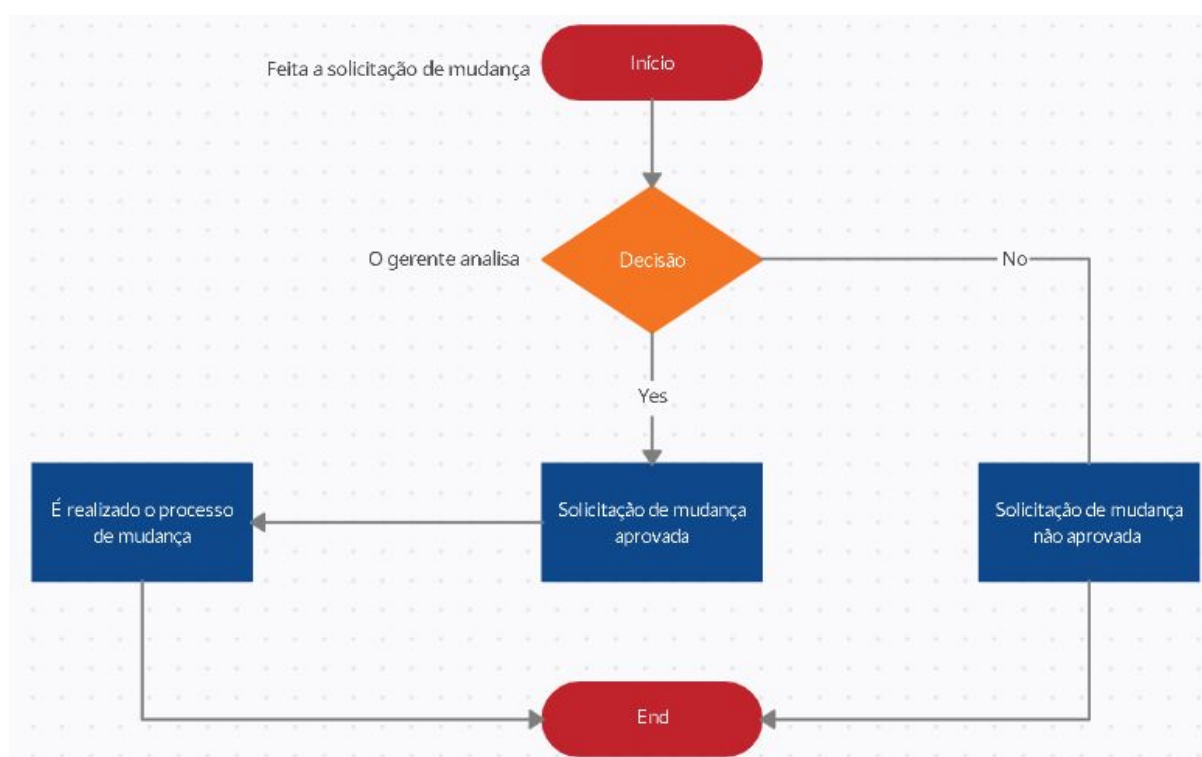 Feita a solicitação de mudança
Início
O gerente analisa
Decisão
No
Yes
É realizado o processo
de mudança
Solicitação de mudança
aprovada
Solicitação de mudança
não aprovada
End